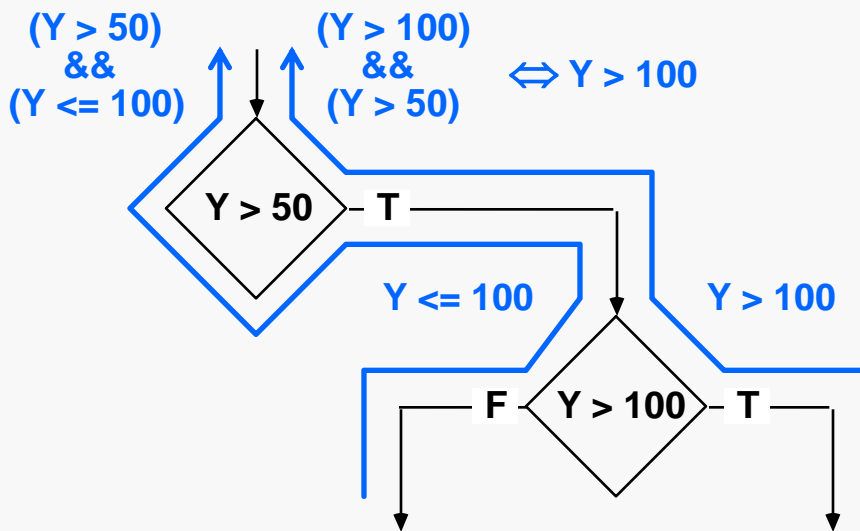 (Y > 50)
&&
(Y <= 100)
(Y > 100)
&&
(Y > 50)
⇔ Y > 100
Y > 50
T
Y <= 100
Y > 100
F
Y > 100
T